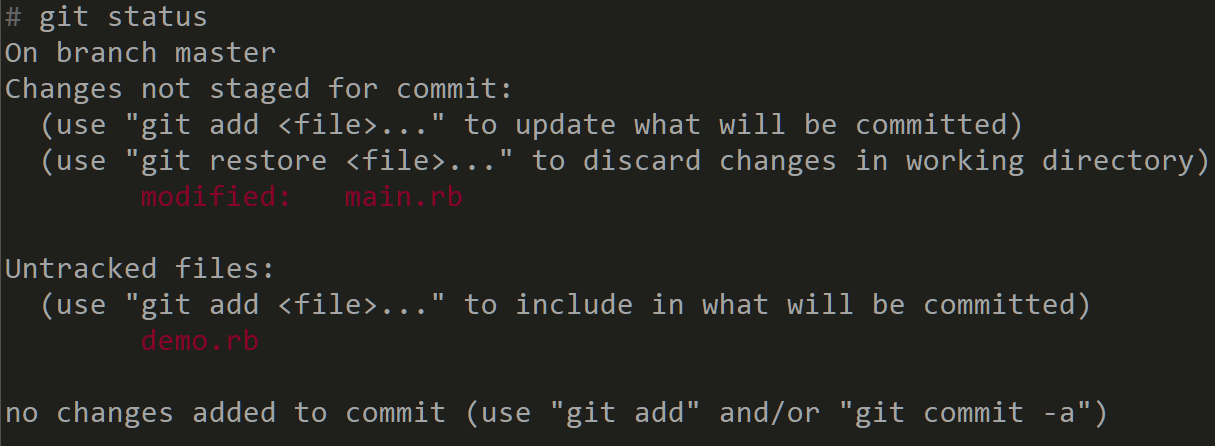 # git status
On branch master
Changes not staged for commit:
  (use "git add <file>..." to update what will be committed)
  (use "git restore <file>..." to discard changes in working directory)
        modified:   main.rb

Untracked files:
  (use "git add <file>..." to include in what will be committed)
        demo.rb

no changes added to commit (use "git add" and/or "git commit -a")